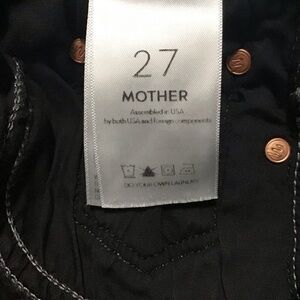 27
MOTHER
Assembled in USA
by both USA and foreign components
DO YOUR OWN LAUNDRY